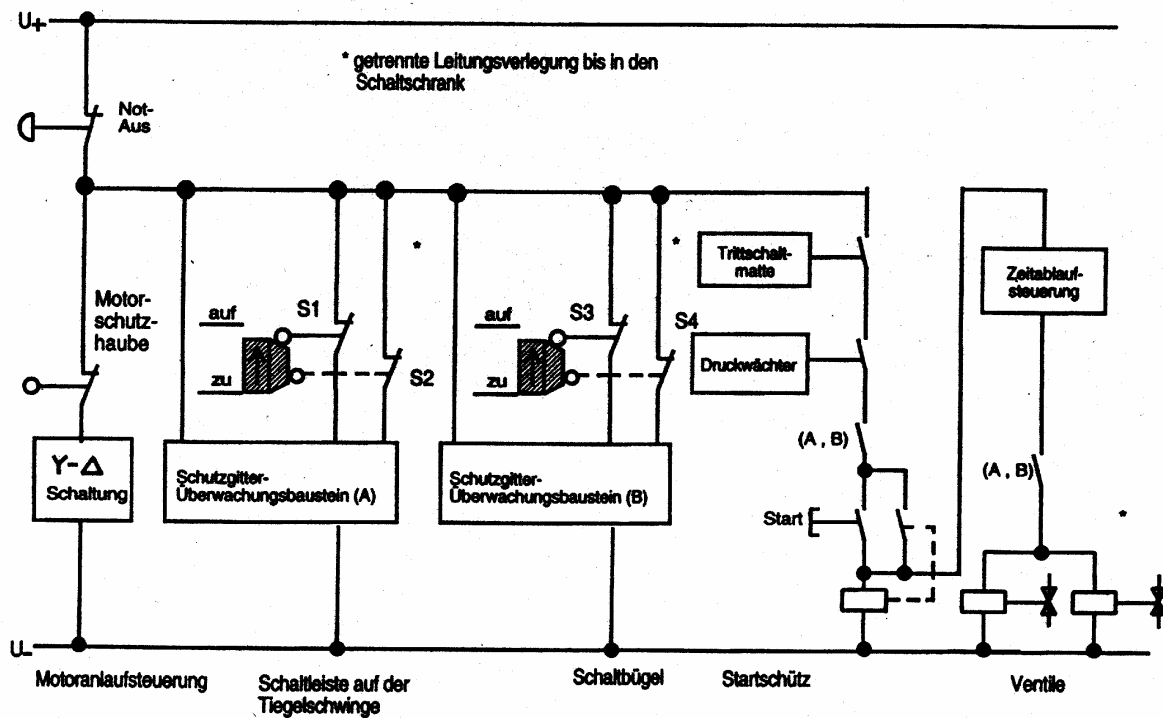 U+
* getrennte Leitungsverlegung bis in den
Schaltschrank
Not-
Aus
*
*
Trittschalt-
matte
Zeitablauf-
steuerung
Motor-
schutz-
haube
auf
S1
zu
S2
auf
S3
zu
S4
Druckwächter
(A , B)
(A , B)
Y-Δ
Schaltung
Schutzgitter-
Überwachungsbaustein (A)
Schutzgitter-
Überwachungsbaustein (B)
Start
*
U-
Motoranlaufsteuerung
Schaltleiste auf der
Tiegelschwinge
Schaltbügel
Startschütz
Ventile